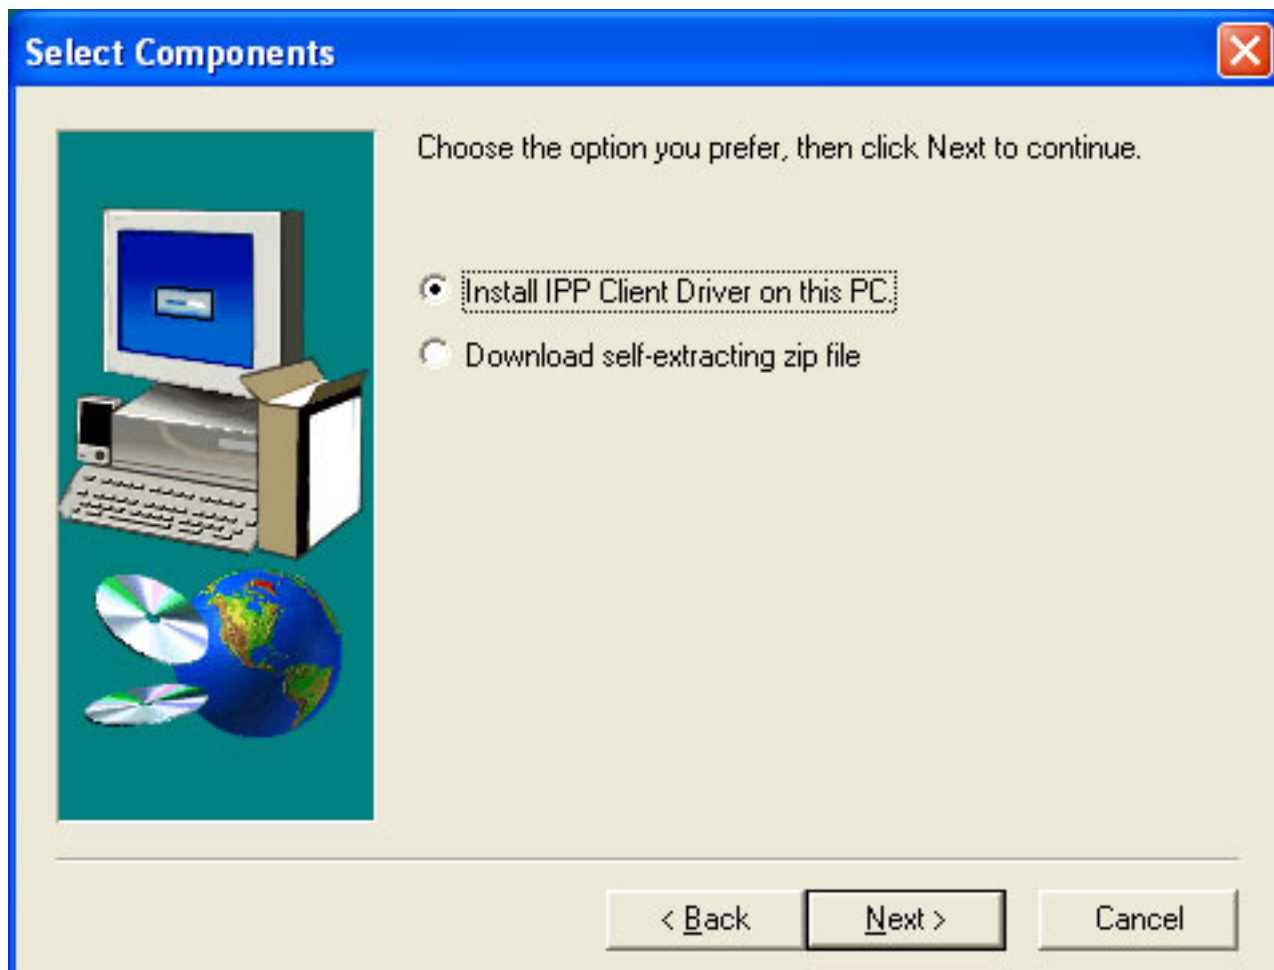 Select Components
Choose the option you prefer, then click Next to continue.
Install IPP Client Driver on this PC.
Download self-extracting zip file
< Back
Next >
Cancel